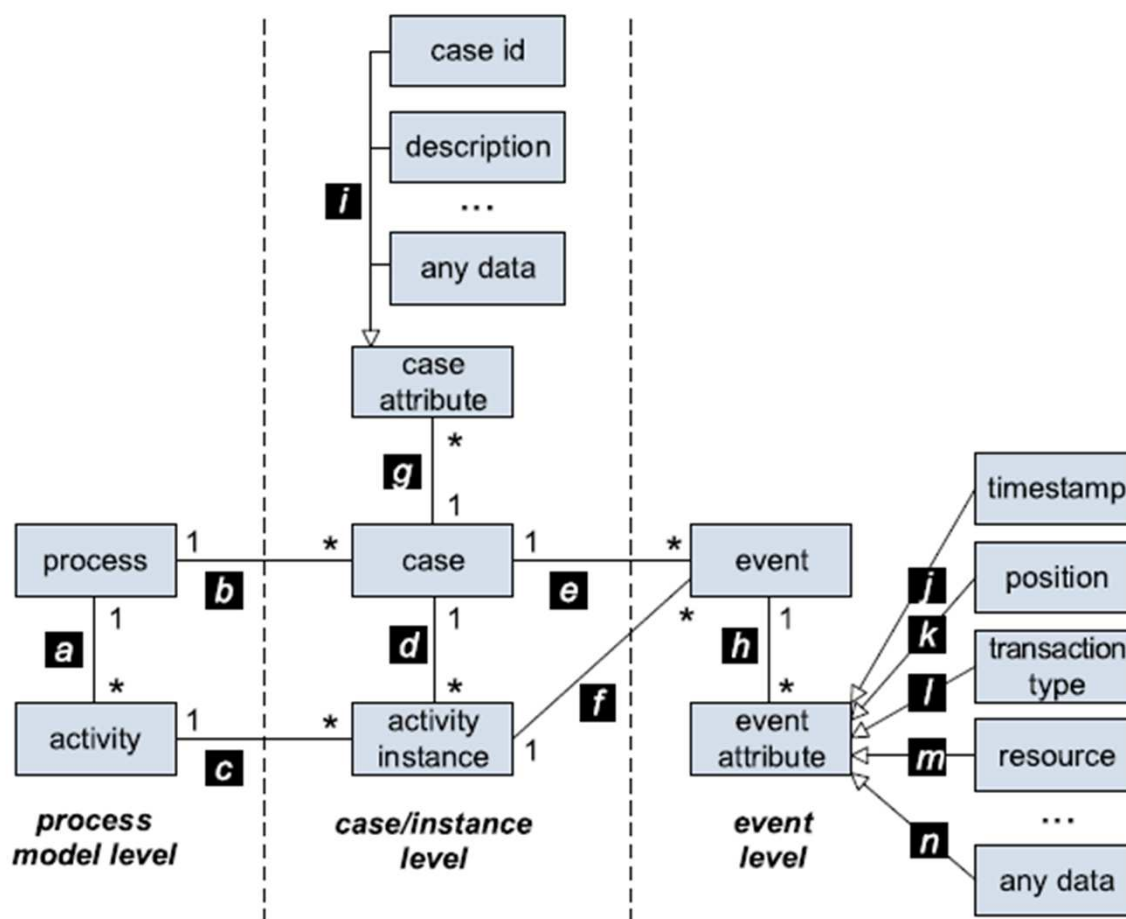 case id
description
...
i
any data
case
attribute
*
g
1
timestamp
process
1
*
case
1
*
event
j
position
b
e
k
a
1
d
1
*
h
1
transaction
type
*
*
f
*
l
activity
1
*
activity
instance
1
event
attribute
m
resource
c
process
model level
case/instance
level
event
level
...
n
any data